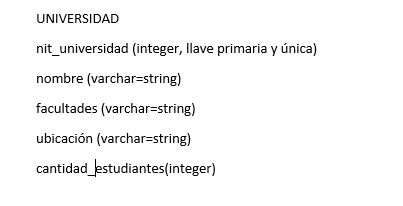 UNIVERSIDAD
nit_universidad (integer, llave primaria y única)
nombre (varchar=string)
facultades (varchar=string)
ubicación (varchar=string)
cantidad_estudiantes(integer)